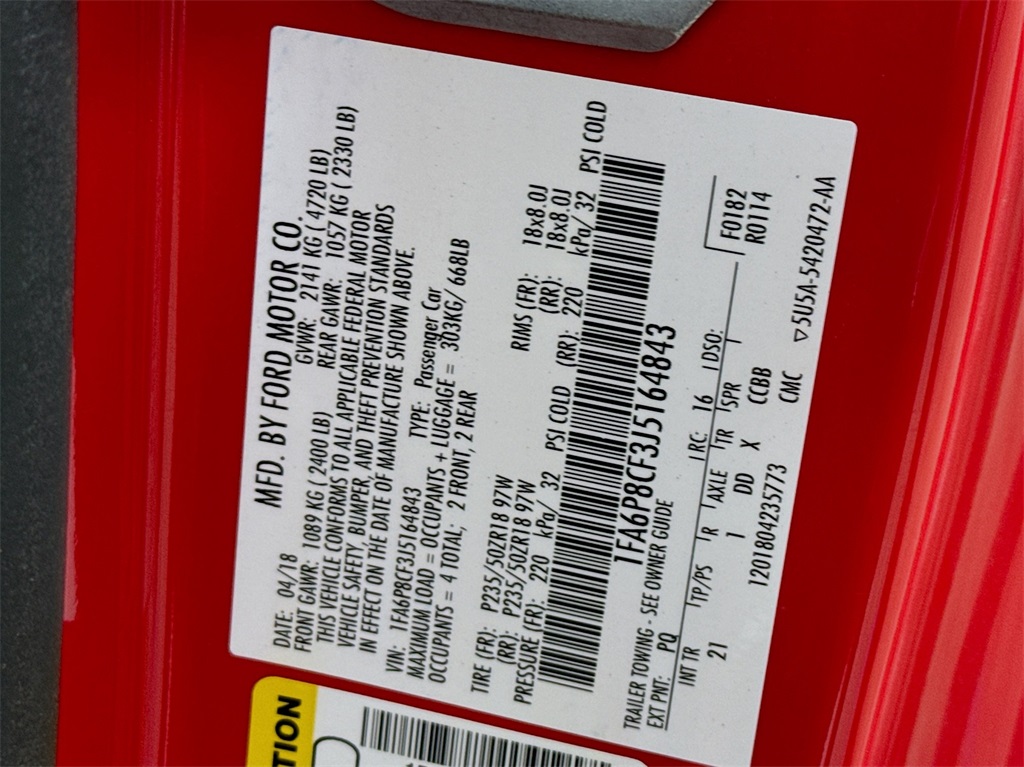 MFD. BY FORD MOTOR CO.
DATE: 04/18 GVWR: 2141 KG ( 4720 LB)
FRONT GAWR: 1089 KG ( 2400 LB) REAR GAWR: 1057 KG ( 2330 LB)
THIS VEHICLE CONFORMS TO ALL APPLICABLE FEDERAL MOTOR
VEHICLE SAFETY, BUMPER, AND THEFT PREVENTION STANDARDS
IN EFFECT ON THE DATE OF MANUFACTURE SHOWN ABOVE.
VIN: 1FA6P8CF3J5164843 TYPE: Passenger Car
MAXIMUM LOAD = OCCUPANTS + LUGGAGE = 303KG/ 668LB
OCCUPANTS = 4 TOTAL; 2 FRONT, 2 REAR
TIRE (FR): P235/50ZR18 97W RIMS (FR): 18x8.0J
(RR): P235/50ZR18 97W (RR): 18x8.0J
PRESSURE (FR): 220 kPa/ 32 PSI COLD (RR): 220 kPa/ 32 PSI COLD
1FA6P8CF3J5164843
TRAILER TOWING - SEE OWNER GUIDE
EXT PNT: PQ RC: 16 DSO: F0182
R0114
INT TR TP/PS R AXLE TR SPR
21 1 DD X CCBB
1201804235773 CMC ▽5U5A-5420472-AA
TION